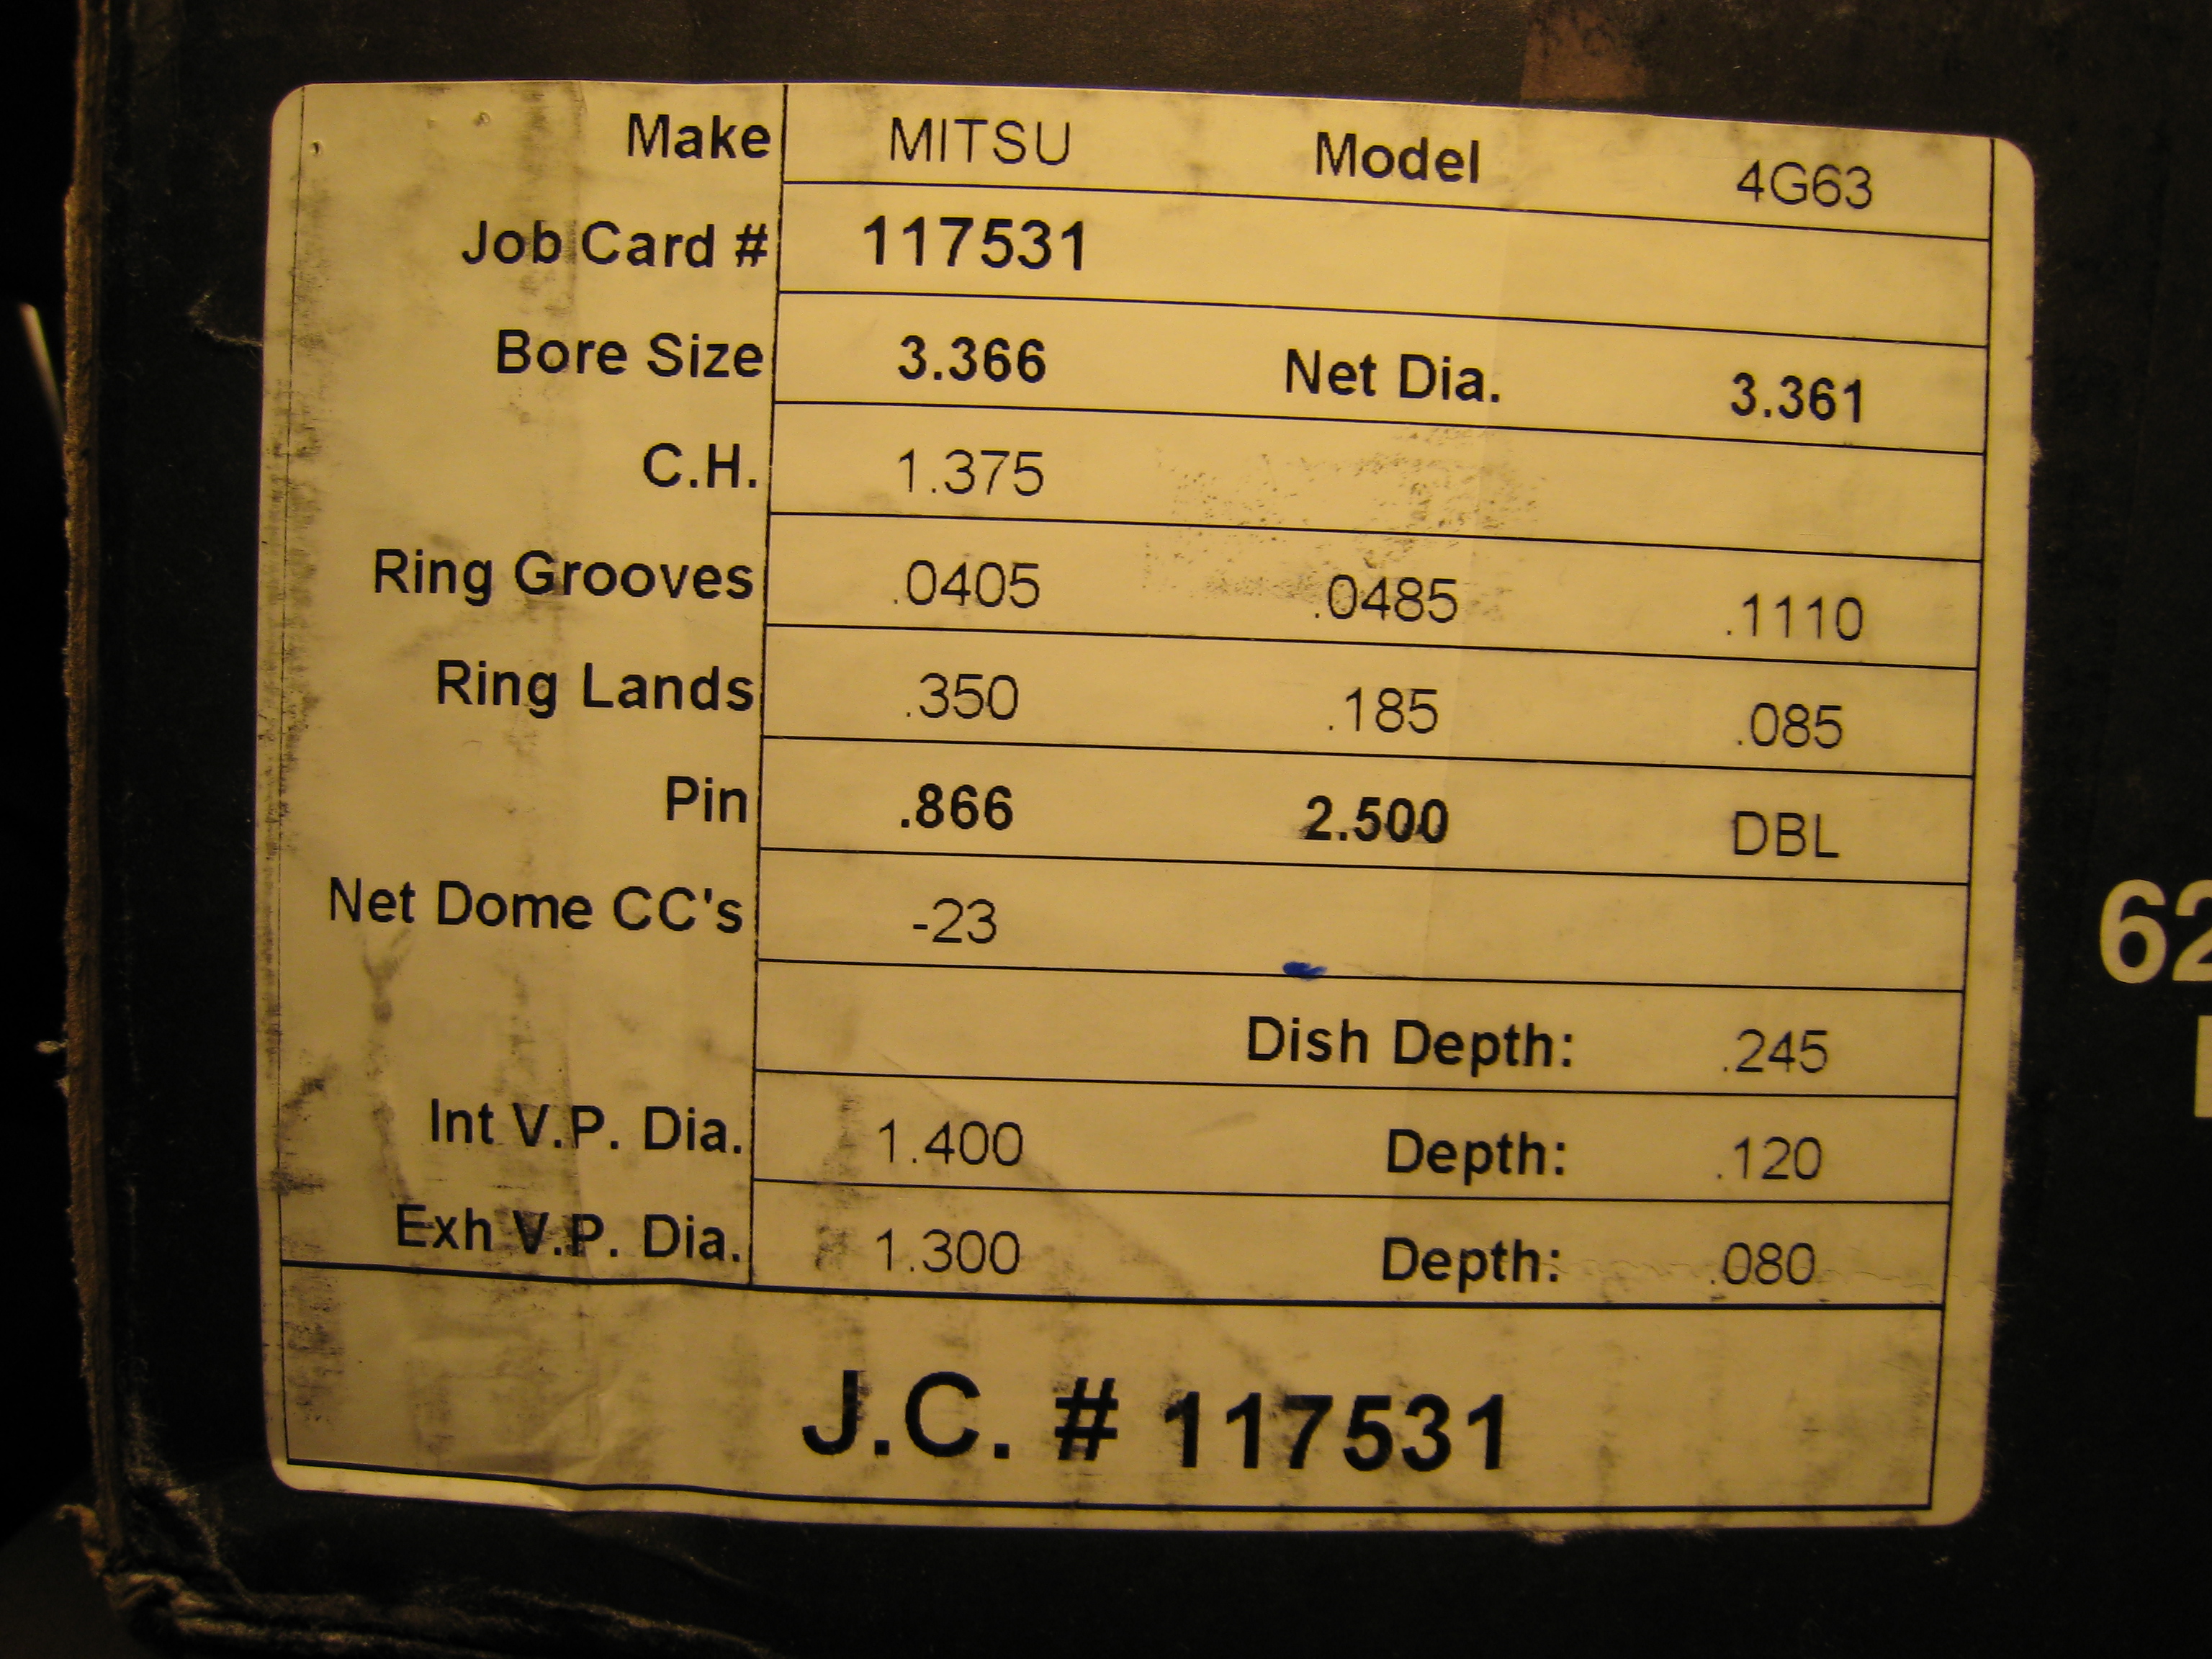 Make MITSU Model 4G63
Job Card # 117531
Bore Size 3.366 Net Dia. 3.361
C.H. 1.375
Ring Grooves .0405 .0485 .1110
Ring Lands .350 .185 .085
Pin .866 2.500 DBL
Net Dome CC's -23
62
Dish Depth: .245
Int V.P. Dia. 1.400 Depth: .120
Exh V.P. Dia. 1.300 Depth: .080
J.C. # 117531